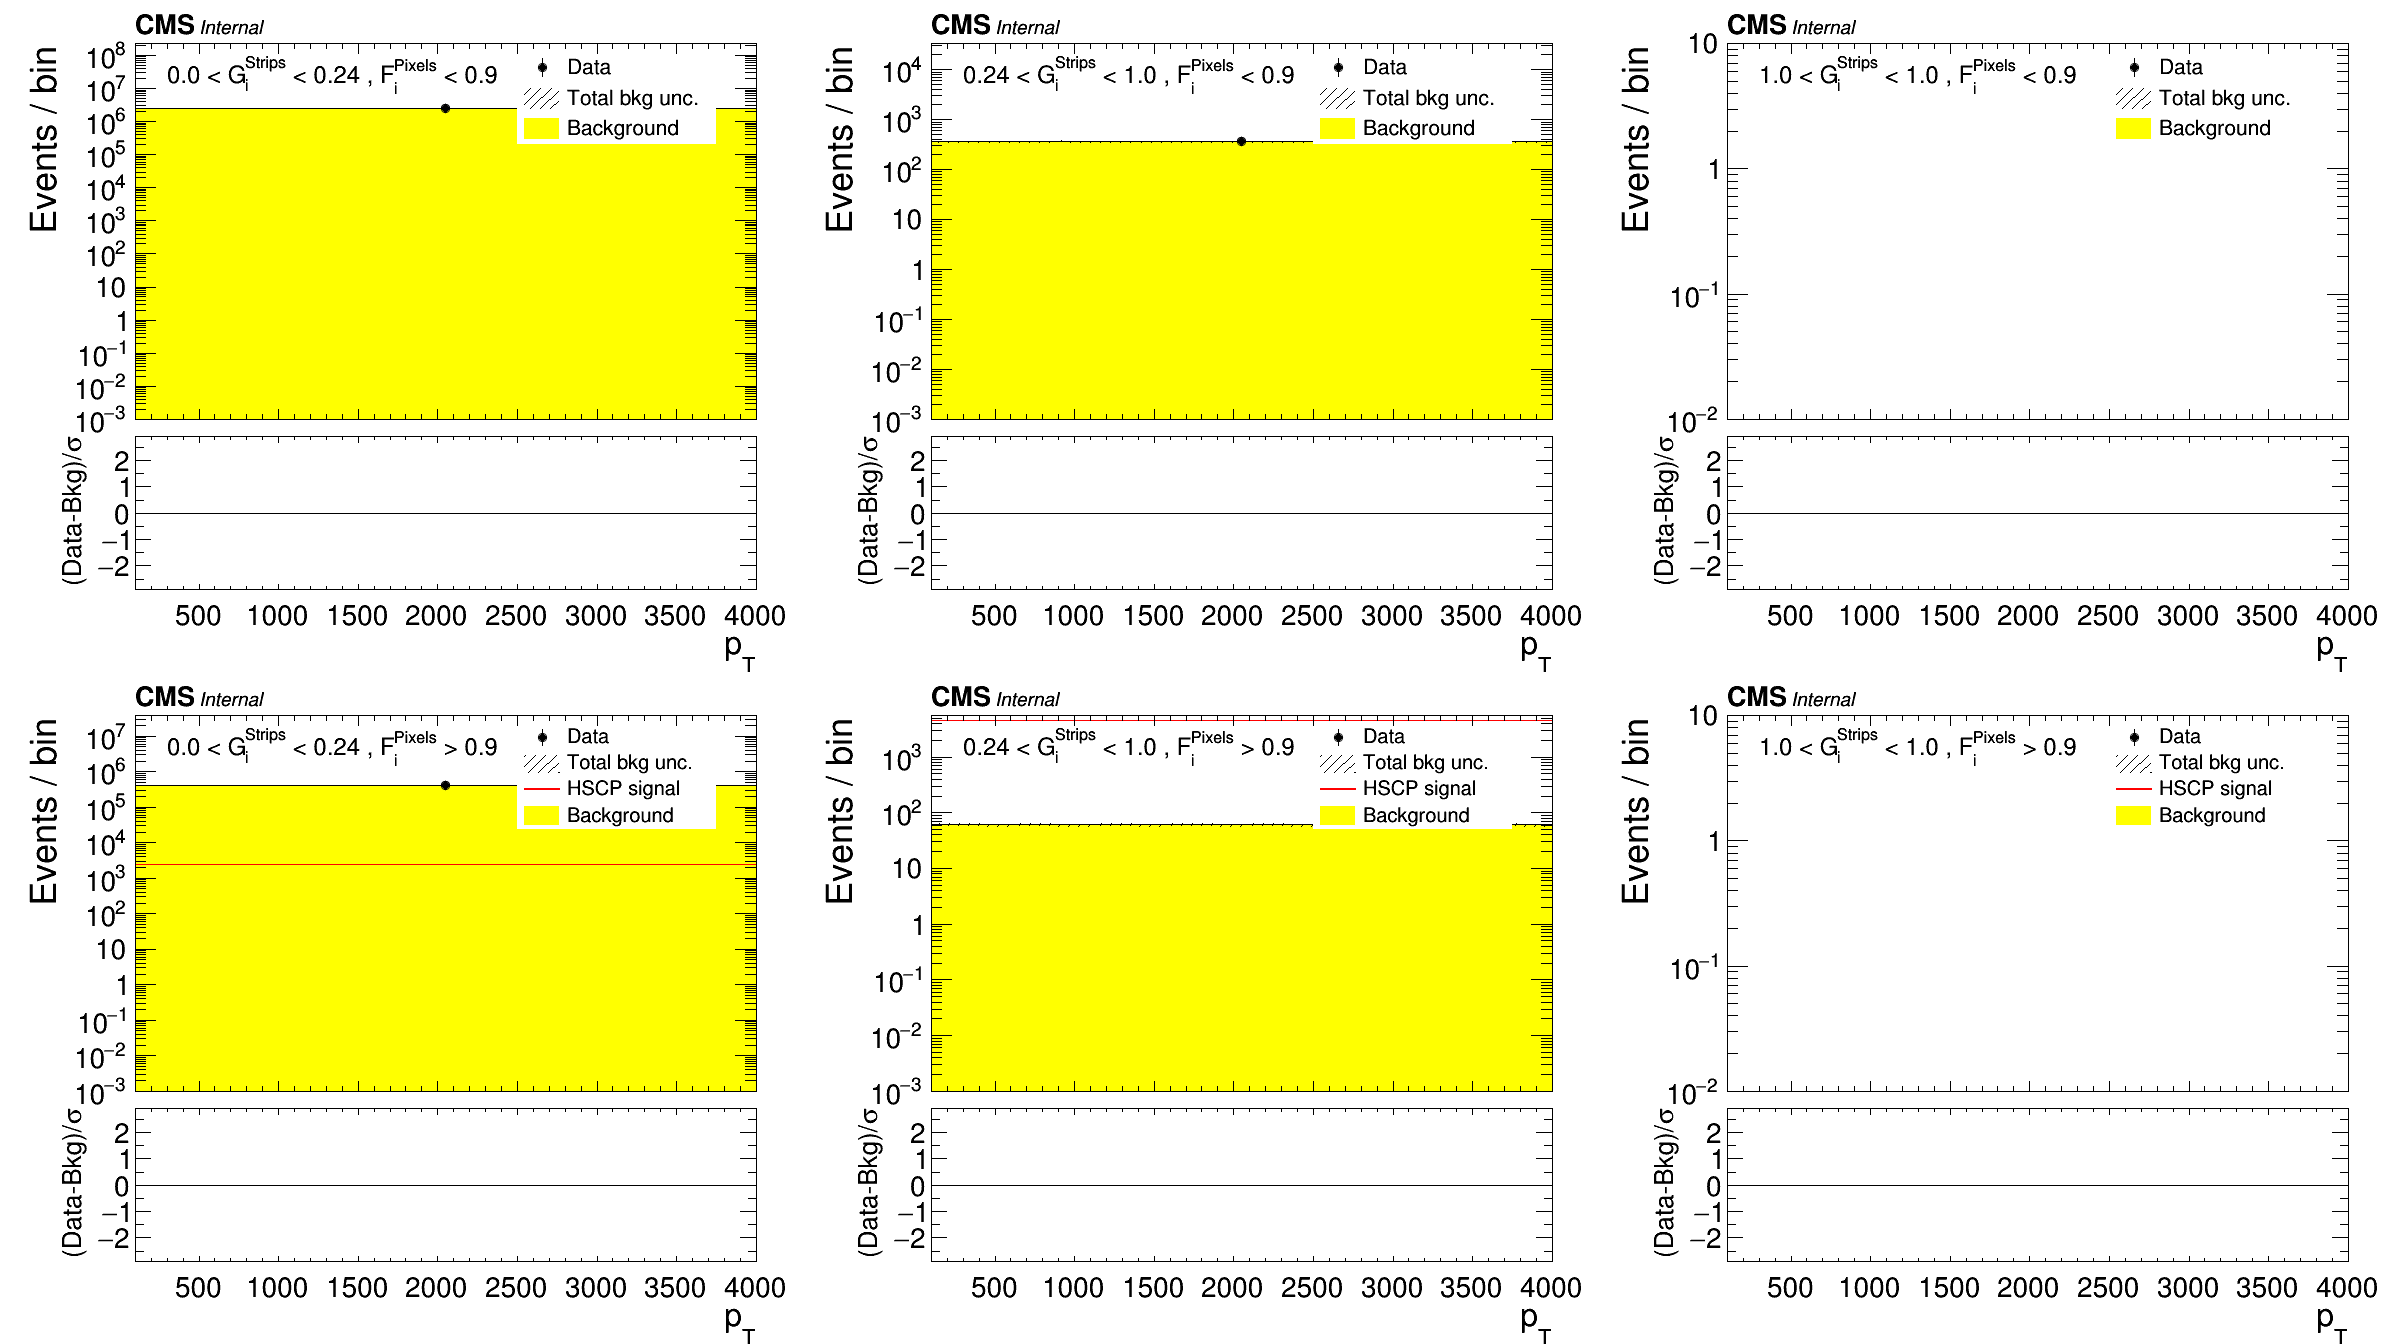 CMS Internal
Events / bin
10^8
10^7
10^6
10^5
10^4
10^3
10^2
10
1
10^−1
10^−2
10^−3
0.0 < G_i^Strips < 0.24 , F_i^Pixels < 0.9
Data
Total bkg unc.
Background
(Data-Bkg)/σ
2
1
0
−1
−2
500 1000 1500 2000 2500 3000 3500 4000
p_T
CMS Internal
Events / bin
10^4
10^3
10^2
10
1
10^−1
10^−2
10^−3
0.24 < G_i^Strips < 1.0 , F_i^Pixels < 0.9
Data
Total bkg unc.
Background
(Data-Bkg)/σ
2
1
0
−1
−2
500 1000 1500 2000 2500 3000 3500 4000
p_T
CMS Internal
Events / bin
10
1
10^−1
10^−2
1.0 < G_i^Strips < 1.0 , F_i^Pixels < 0.9
Data
Total bkg unc.
Background
(Data-Bkg)/σ
2
1
0
−1
−2
500 1000 1500 2000 2500 3000 3500 4000
p_T
CMS Internal
Events / bin
10^7
10^6
10^5
10^4
10^3
10^2
10
1
10^−1
10^−2
10^−3
0.0 < G_i^Strips < 0.24 , F_i^Pixels > 0.9
Data
Total bkg unc.
HSCP signal
Background
(Data-Bkg)/σ
2
1
0
−1
−2
500 1000 1500 2000 2500 3000 3500 4000
p_T
CMS Internal
Events / bin
10^3
10^2
10
1
10^−1
10^−2
10^−3
0.24 < G_i^Strips < 1.0 , F_i^Pixels > 0.9
Data
Total bkg unc.
HSCP signal
Background
(Data-Bkg)/σ
2
1
0
−1
−2
500 1000 1500 2000 2500 3000 3500 4000
p_T
CMS Internal
Events / bin
10
1
10^−1
10^−2
1.0 < G_i^Strips < 1.0 , F_i^Pixels > 0.9
Data
Total bkg unc.
HSCP signal
Background
(Data-Bkg)/σ
2
1
0
−1
−2
500 1000 1500 2000 2500 3000 3500 4000
p_T